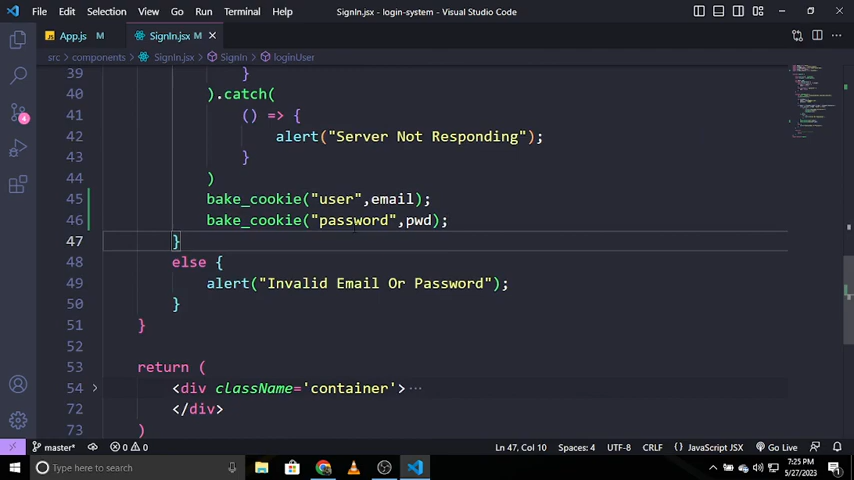 File Edit Selection View Go Run Terminal Help SignIn.jsx - login-system - Visual Studio Code
App.js M SignIn.jsx M
src > components > SignIn.jsx > SignIn > loginUser
39 }
40 ).catch(
41 () => {
42 alert("Server Not Responding");
43 }
44 )
45 bake_cookie("user",email);
46 bake_cookie("password",pwd);
47 }
48 else {
49 alert("Invalid Email Or Password");
50 }
51 }
52
53 return (
54 <div className='container'>···
72 </div>
73 )
4
master* 0 0 Ln 47, Col 10 Spaces: 4 UTF-8 CRLF JavaScript JSX Go Live
Type here to search
7:25 PM
5/27/2023